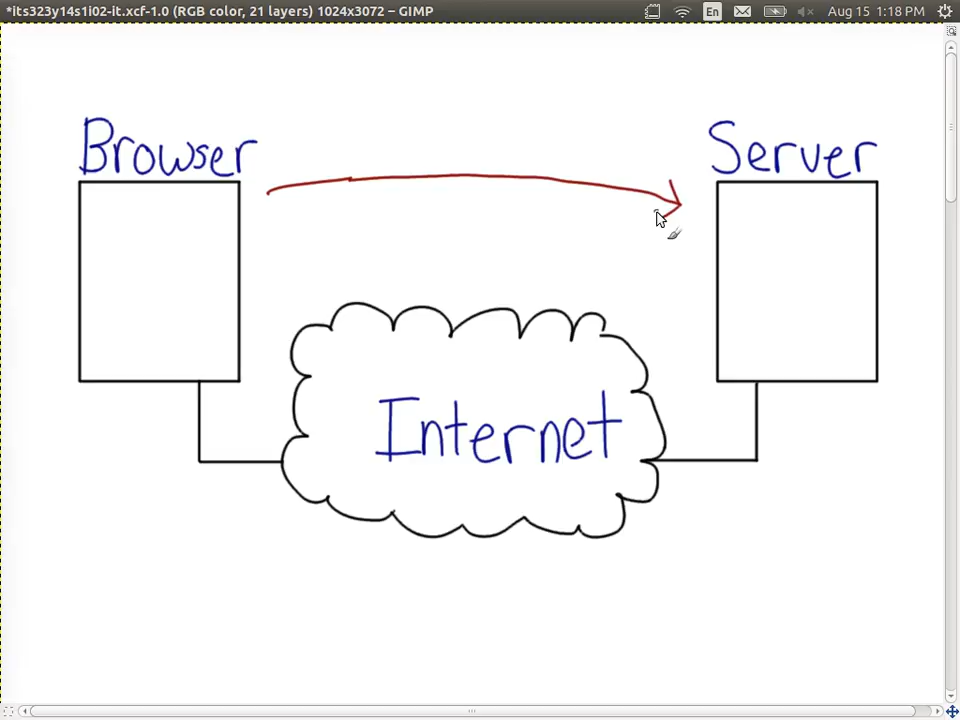 *its323y14s1i02-it.xcf-1.0 (RGB color, 21 layers) 1024x3072 – GIMP
En
Aug 15 1:18 PM
Browser
Server
Internet